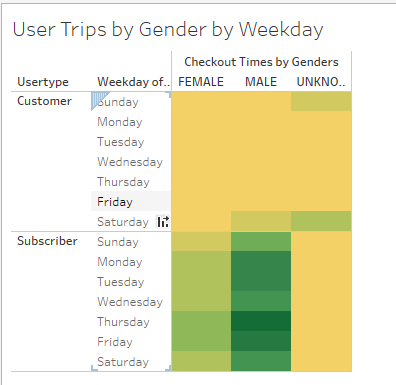 User Trips by Gender by Weekday
Checkout Times by Genders
Usertype Weekday of.. FEMALE MALE UNKNO..
Customer Sunday
Monday
Tuesday
Wednesday
Thursday
Friday
Saturday
Subscriber Sunday
Monday
Tuesday
Wednesday
Thursday
Friday
Saturday